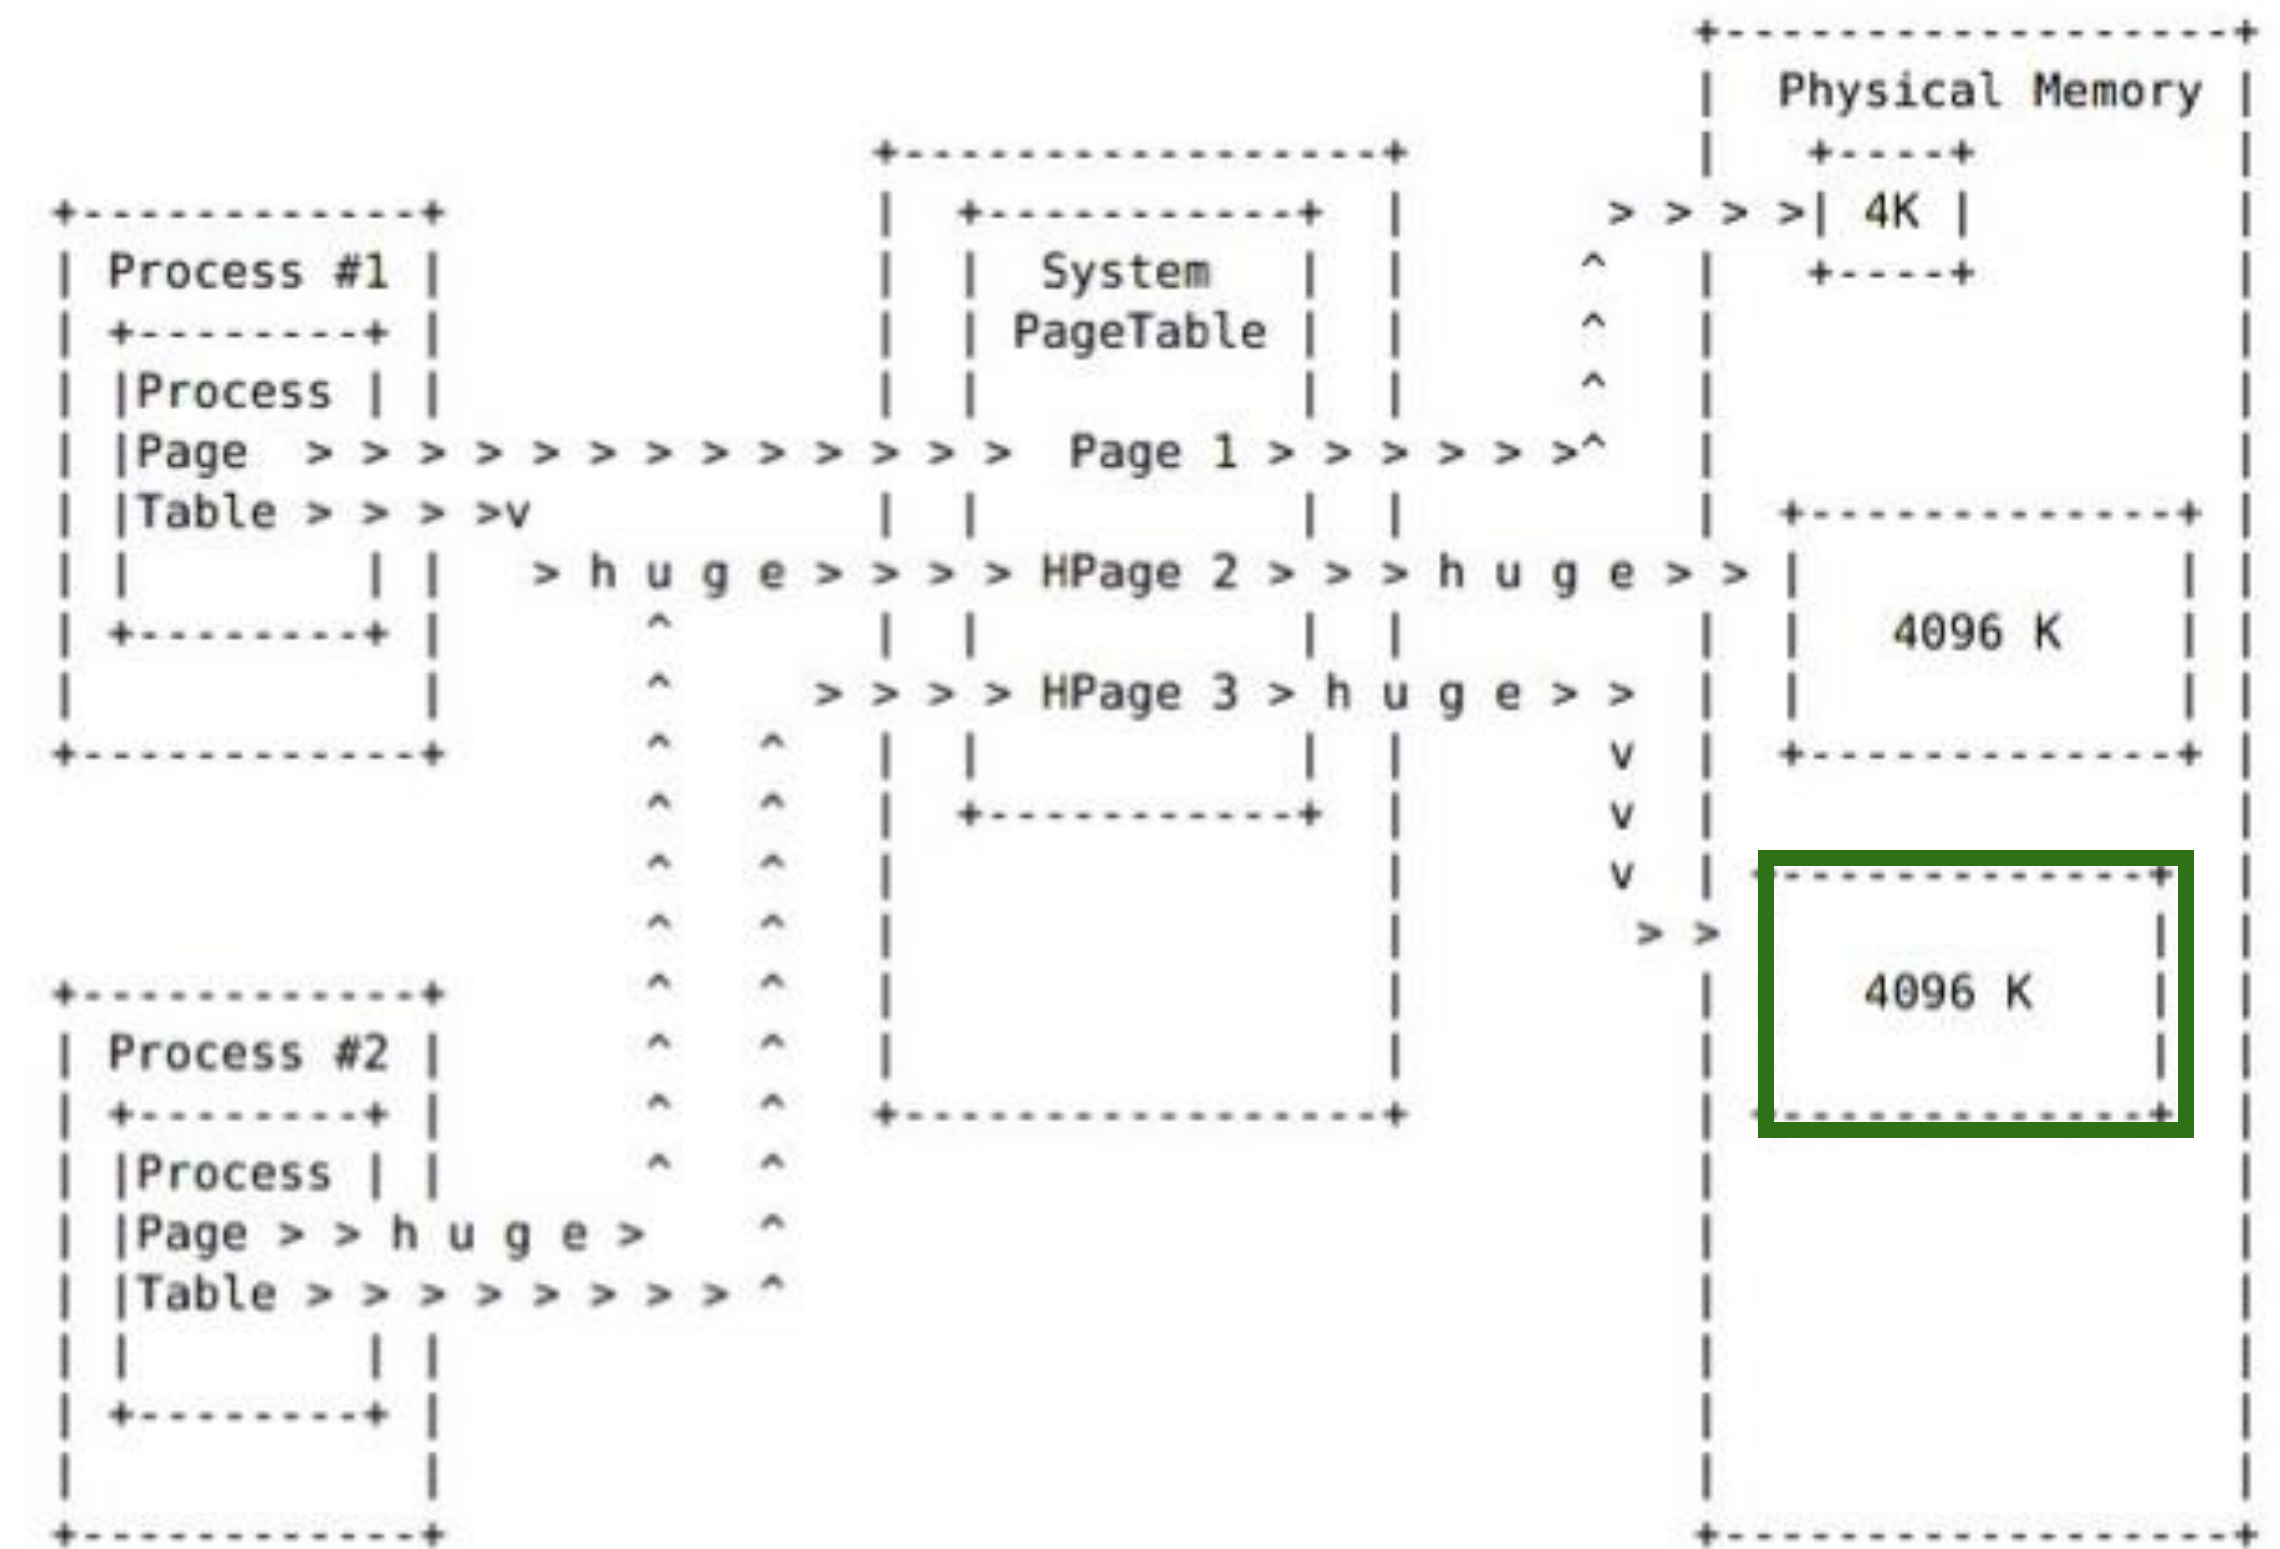 Physical Memory
> > > >| 4K |
Process #1
System
PageTable
Process
Page > > > > > > > > > > > > > Page 1 > > > > > >^
Table > > > >v
> h u g e > > > > HPage 2 > > > h u g e > >
4096 K
> > > > HPage 3 > h u g e > >
v
v
v
> >
4096 K
Process #2
Process
Page > > h u g e >
Table > > > > > > > > ^